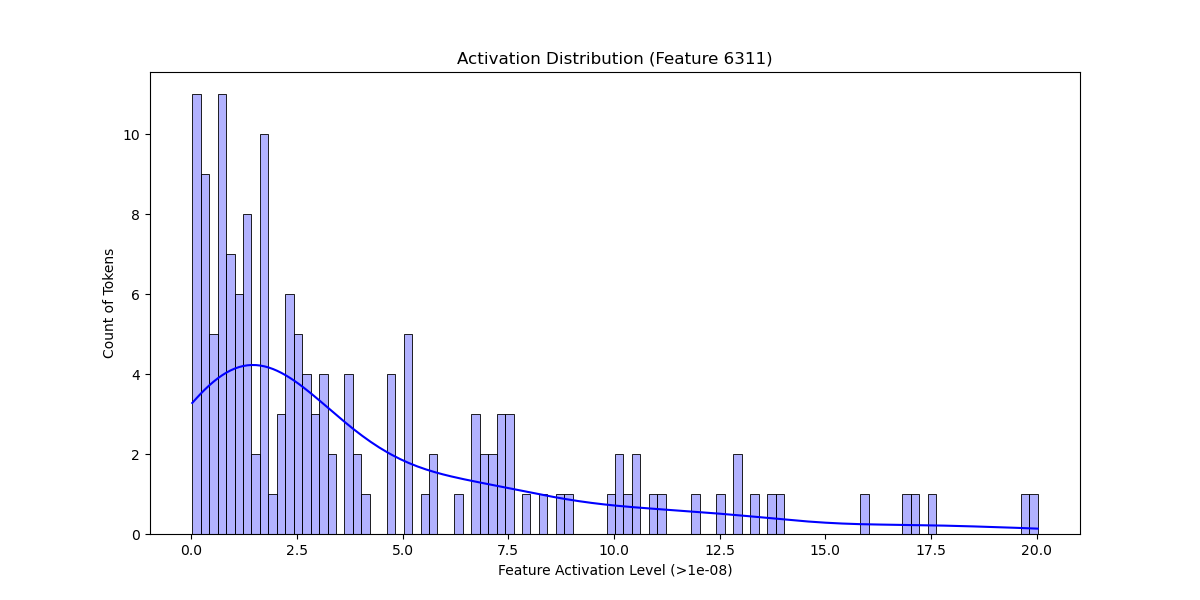 Activation Distribution (Feature 6311)
10
8
6
4
2
0
Count of Tokens
0.0 2.5 5.0 7.5 10.0 12.5 15.0 17.5 20.0
Feature Activation Level (>1e-08)